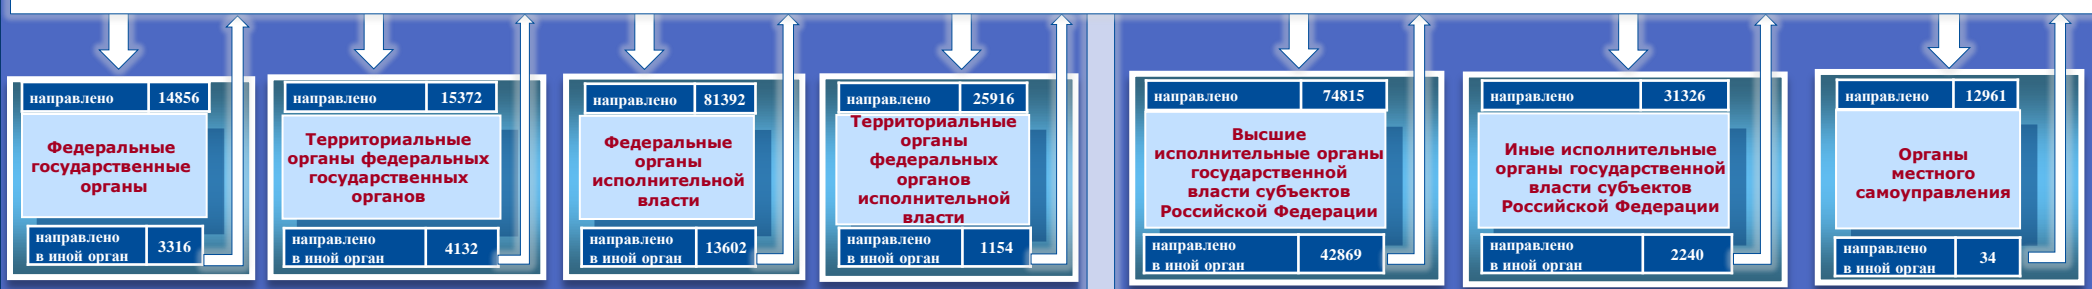 направлено 14856
Федеральные
государственные
органы
направлено
в иной орган 3316
направлено 15372
Территориальные
органы федеральных
государственных
органов
направлено
в иной орган 4132
направлено 81392
Федеральные
органы
исполнительной
власти
направлено
в иной орган 13602
направлено 25916
Территориальные
органы
федеральных
органов
исполнительной
власти
направлено
в иной орган 1154
направлено 74815
Высшие
исполнительные органы
государственной
власти субъектов
Российской Федерации
направлено
в иной орган 42869
направлено 31326
Иные исполнительные
органы государственной
власти субъектов
Российской Федерации
направлено
в иной орган 2240
направлено 12961
Органы
местного
самоуправления
направлено
в иной орган 34